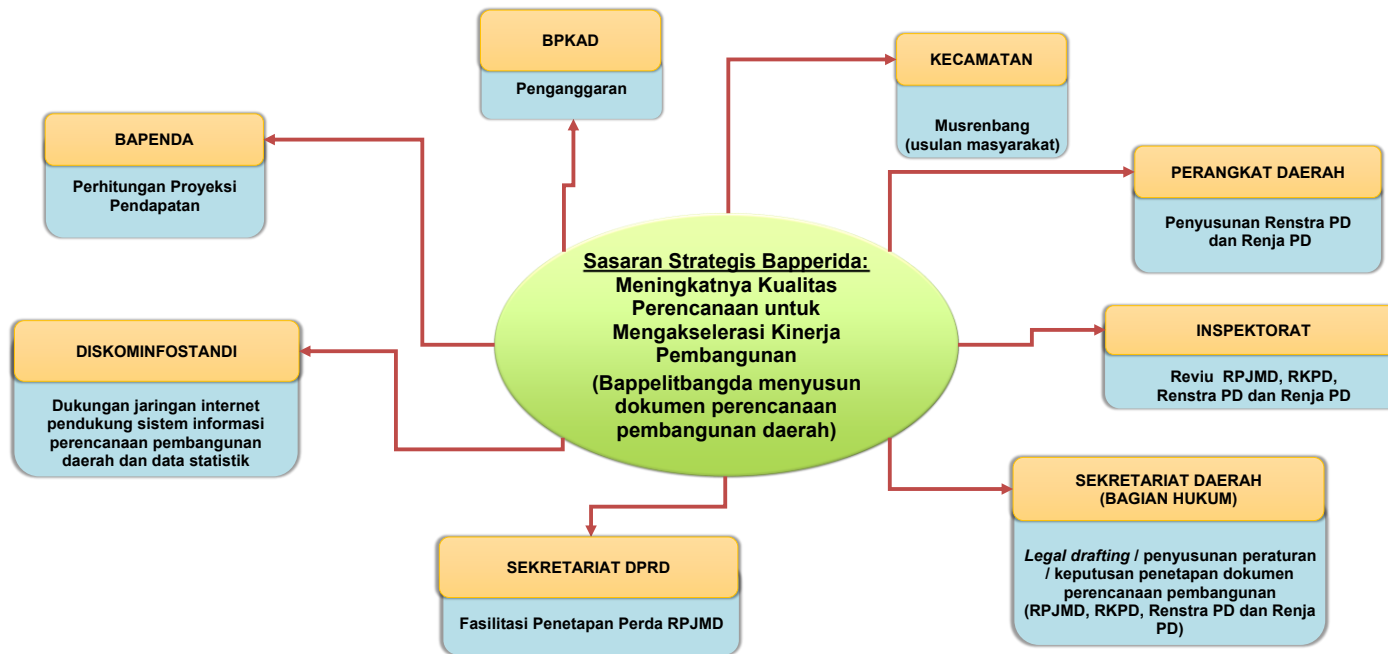 BPKAD
Penganggaran
KECAMATAN
Musrenbang
(usulan masyarakat)
BAPENDA
Perhitungan Proyeksi
Pendapatan
PERANGKAT DAERAH
Penyusunan Renstra PD
dan Renja PD
Sasaran Strategis Bapperida:
Meningkatnya Kualitas
Perencanaan untuk
Mengakselerasi Kinerja
Pembangunan
(Bappelitbangda menyusun
dokumen perencanaan
pembangunan daerah)
DISKOMINFOSTANDI
Dukungan jaringan internet
pendukung sistem informasi
perencanaan pembangunan
daerah dan data statistik
INSPEKTORAT
Reviu RPJMD, RKPD,
Renstra PD dan Renja PD
SEKRETARIAT DAERAH
(BAGIAN HUKUM)
Legal drafting / penyusunan peraturan
/ keputusan penetapan dokumen
perencanaan pembangunan
(RPJMD, RKPD, Renstra PD dan Renja
PD)
SEKRETARIAT DPRD
Fasilitasi Penetapan Perda RPJMD